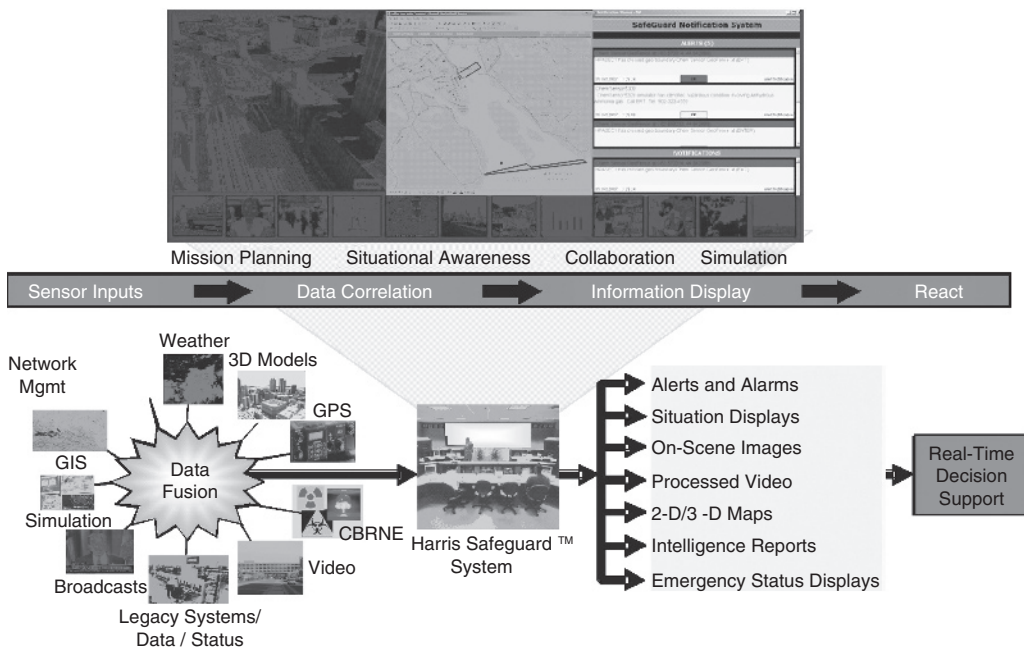 SafeGuard Notification System
NOTIFICATIONS
Mission Planning Situational Awareness Collaboration Simulation
Sensor Inputs Data Correlation Information Display React
Weather
3D Models
Network
Mgmt
GPS
GIS
Data
Fusion
Simulation
CBRNE
Broadcasts
Video
Legacy Systems/
Data / Status
Harris Safeguard ™
System
Alerts and Alarms
Situation Displays
On-Scene Images
Processed Video
2-D/3 -D Maps
Intelligence Reports
Emergency Status Displays
Real-Time
Decision
Support